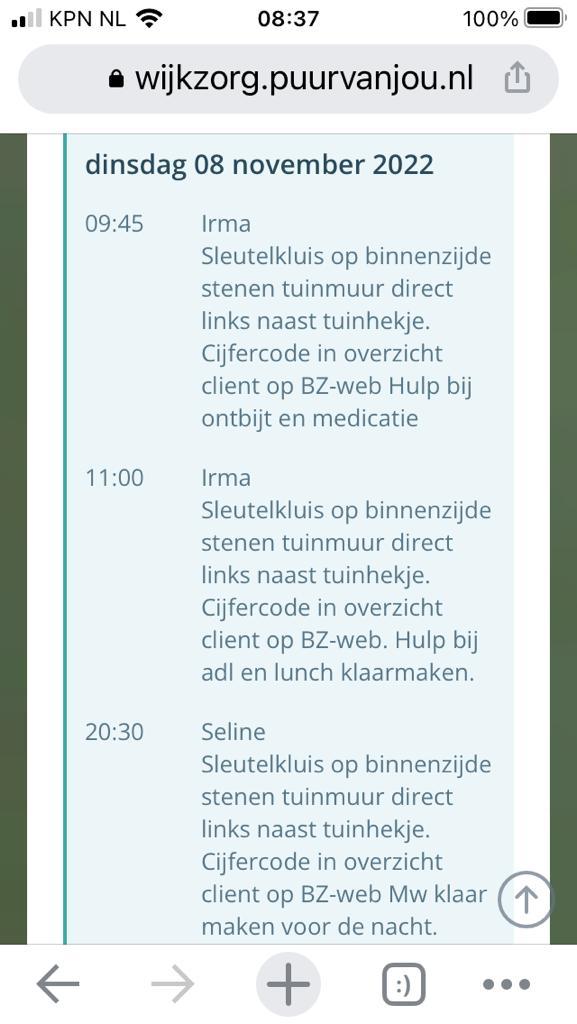 KPN NL 08:37 100%
wijkzorg.puurvanjou.nl
dinsdag 08 november 2022
09:45 Irma
Sleutelkluis op binnenzijde
stenen tuinmuur direct
links naast tuinhekje.
Cijfercode in overzicht
client op BZ-web Hulp bij
ontbijt en medicatie
11:00 Irma
Sleutelkluis op binnenzijde
stenen tuinmuur direct
links naast tuinhekje.
Cijfercode in overzicht
client op BZ-web. Hulp bij
adl en lunch klaarmaken.
20:30 Seline
Sleutelkluis op binnenzijde
stenen tuinmuur direct
links naast tuinhekje.
Cijfercode in overzicht
client op BZ-web Mw klaar
maken voor de nacht.
:)